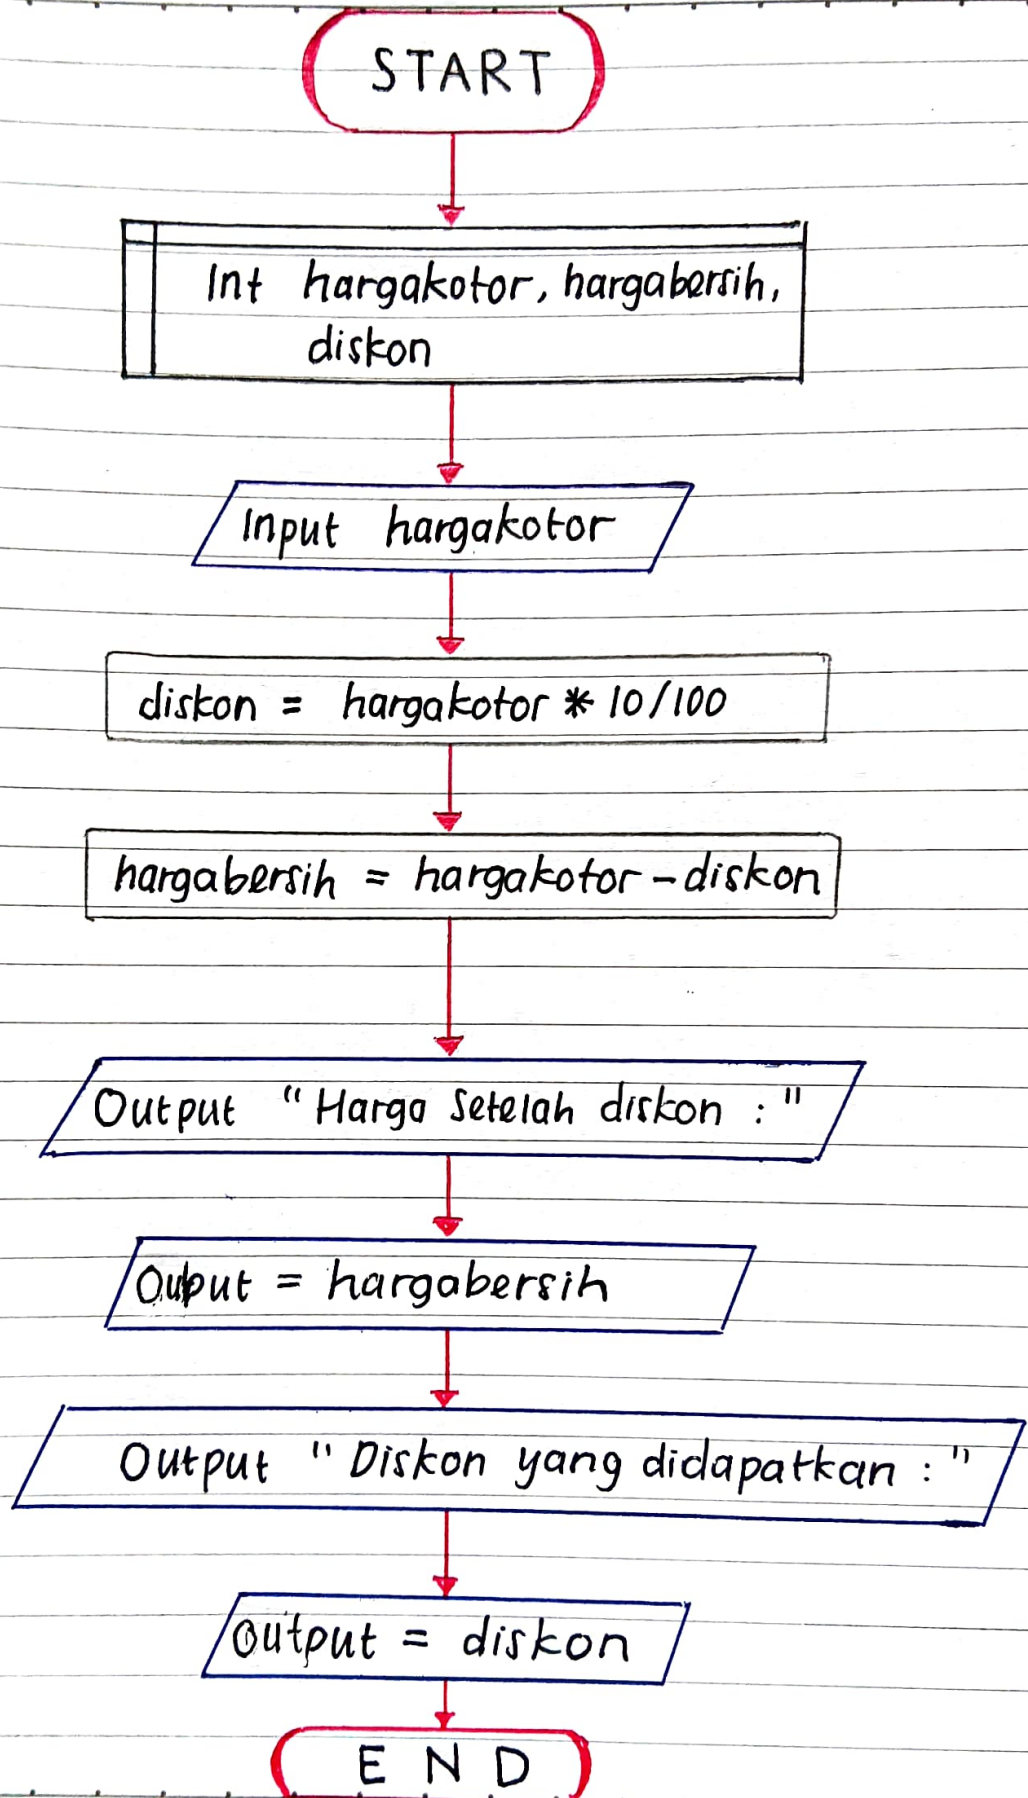 START
Int hargakotor, hargabersih,
diskon
Input hargakotor
diskon = hargakotor * 10/100
hargabersih = hargakotor - diskon
Output "Harga Setelah diskon : "
Output = hargabersih
Output " Diskon yang didapatkan : "
Output = diskon
END